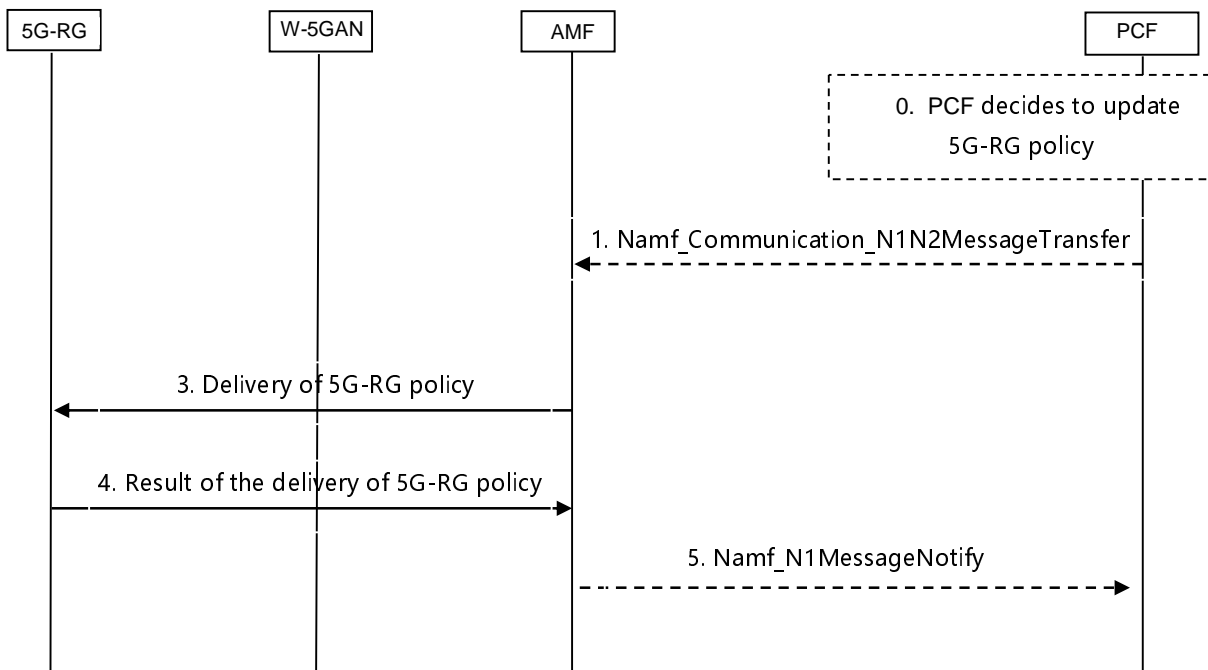 5G-RG
W-5GAN
AMF
PCF
0. PCF decides to update
5G-RG policy
1. Namf_Communication_N1N2MessageTransfer
3. Delivery of 5G-RG policy
4. Result of the delivery of 5G-RG policy
5. Namf_N1MessageNotify